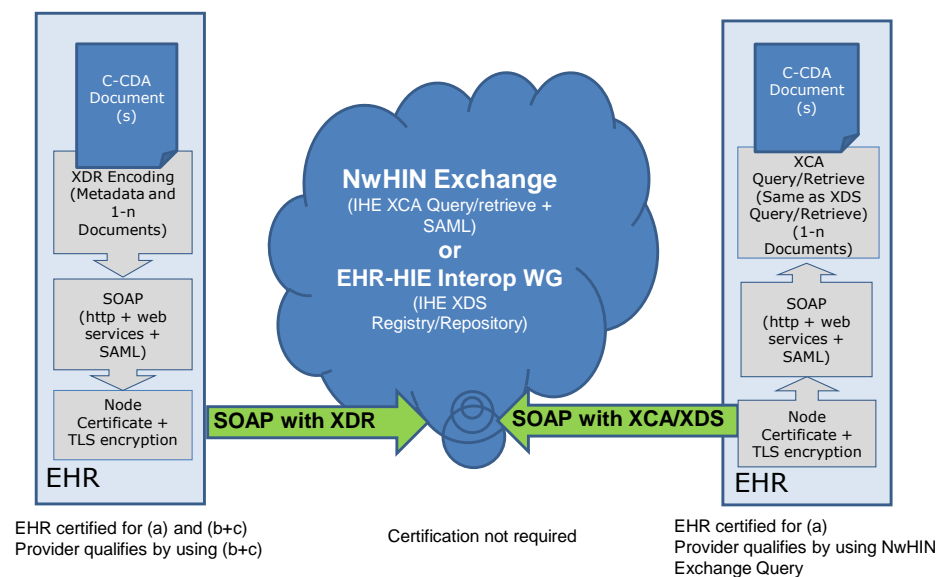 C-CDA
Document
(s)
XDR Encoding
(Metadata and
1-n
Documents)
SOAP
(http + web
services +
SAML)
Node
Certificate +
TLS encryption
EHR
EHR certified for (a) and (b+c)
Provider qualifies by using (b+c)
SOAP with XDR
NwHIN Exchange
(IHE XCA Query/retrieve +
SAML)
or
EHR-HIE Interop WG
(IHE XDS
Registry/Repository)
Certification not required
SOAP with XCA/XDS
C-CDA
Document
(s)
XCA
Query/Retrieve
(Same as XDS
Query/Retrieve)
(1-n
Documents)
SOAP
(http + web
services +
SAML)
Node
Certificate +
TLS encryption
EHR
EHR certified for (a)
Provider qualifies by using NwHIN
Exchange Query